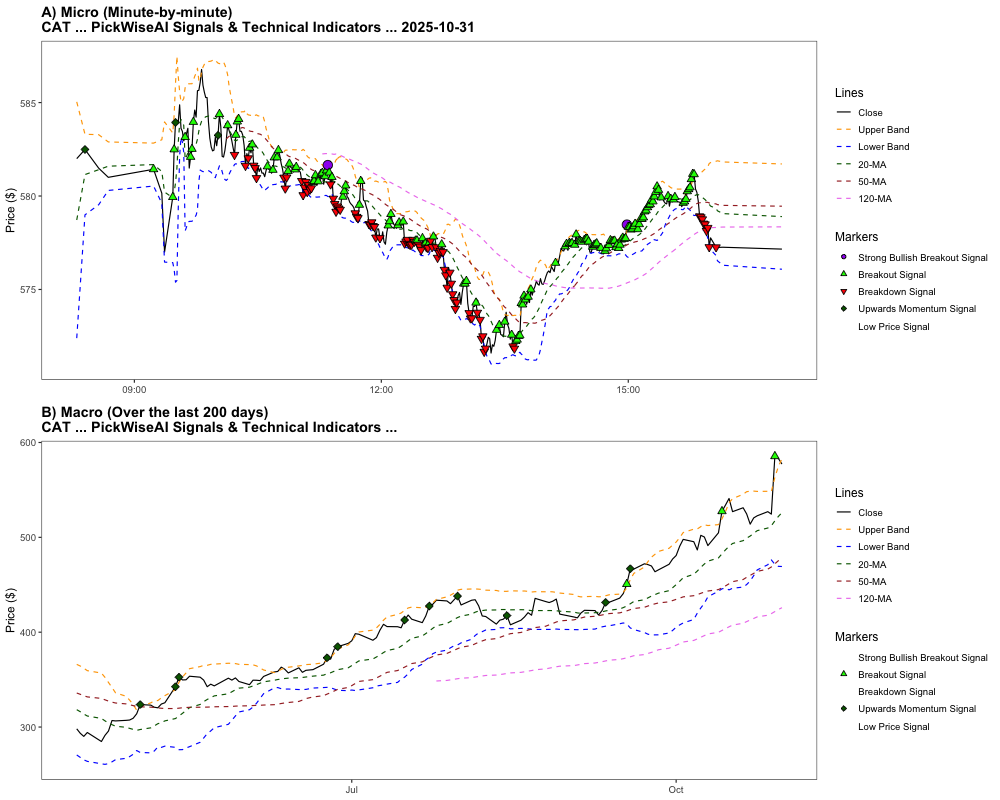 A) Micro (Minute-by-minute)
CAT ... PickWiseAI Signals & Technical Indicators ... 2025-10-31
Price ($)
585
580
575
09:00
12:00
15:00
Lines
Close
Upper Band
Lower Band
20-MA
50-MA
120-MA
Markers
Strong Bullish Breakout Signal
Breakout Signal
Breakdown Signal
Upwards Momentum Signal
Low Price Signal
B) Macro (Over the last 200 days)
CAT ... PickWiseAI Signals & Technical Indicators ...
Price ($)
600
500
400
300
Jul
Oct
Lines
Close
Upper Band
Lower Band
20-MA
50-MA
120-MA
Markers
Strong Bullish Breakout Signal
Breakout Signal
Breakdown Signal
Upwards Momentum Signal
Low Price Signal